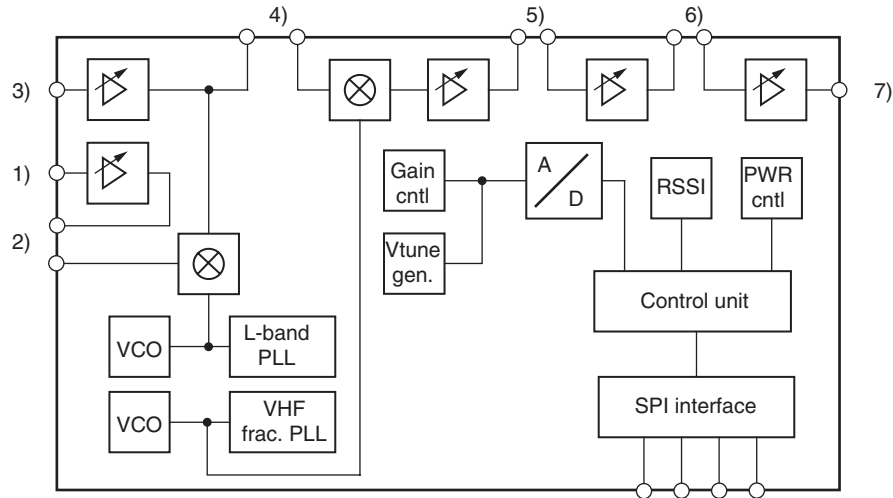 4)
5)
6)
3)
7)
1)
2)
Gain
cntl
A
D
RSSI
PWR
cntl
Vtune
gen.
Control unit
VCO
L-band
PLL
VCO
VHF
frac. PLL
SPI interface